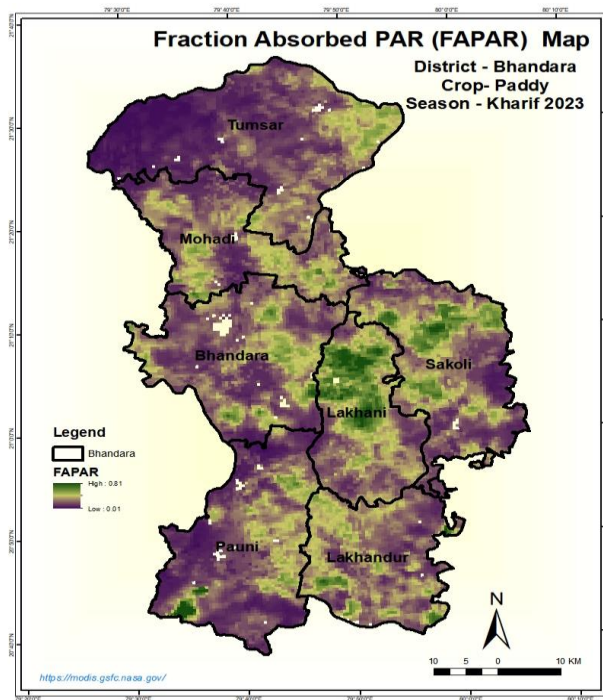 Fraction Absorbed PAR (FAPAR) Map
District - Bhandara
Crop- Paddy
Season - Kharif 2023
Tumsar
Mohadi
Bhandara
Sakoli
Lakhani
Legend
Bhandara
FAPAR
High : 0.81
Low : 0.01
Pauni
Lakhandur
N
10 5 0 10 KM
https://modis.gsfc.nasa.gov/